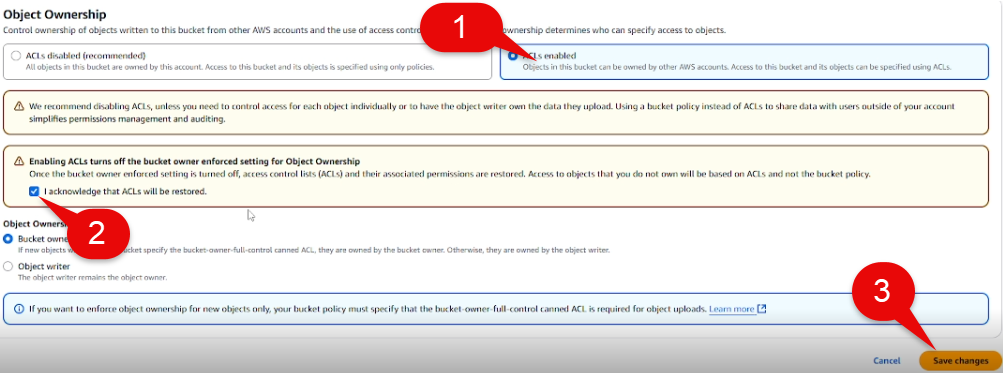 Object Ownership
Control ownership of objects written to this bucket from other AWS accounts and the use of access contro
ownership determines who can specify access to objects.
1
ACLs disabled (recommended)
All objects in this bucket are owned by this account. Access to this bucket and its objects is specified using only policies.
ACLs enabled
Objects in this bucket can be owned by other AWS accounts. Access to this bucket and its objects can be specified using ACLs.
We recommend disabling ACLs, unless you need to control access for each object individually or to have the object writer own the data they upload. Using a bucket policy instead of ACLs to share data with users outside of your account
simplifies permissions management and auditing.
Enabling ACLs turns off the bucket owner enforced setting for Object Ownership
Once the bucket owner enforced setting is turned off, access control lists (ACLs) and their associated permissions are restored. Access to objects that you do not own will be based on ACLs and not the bucket policy.
I acknowledge that ACLs will be restored.
2
Object Owners
Bucket owne
If new objects w
ucket specify the bucket-owner-full-control canned ACL, they are owned by the bucket owner. Otherwise, they are owned by the object writer.
Object writer
The object writer remains the object owner.
3
If you want to enforce object ownership for new objects only, your bucket policy must specify that the bucket-owner-full-control canned ACL is required for object uploads. Learn more
Cancel
Save changes